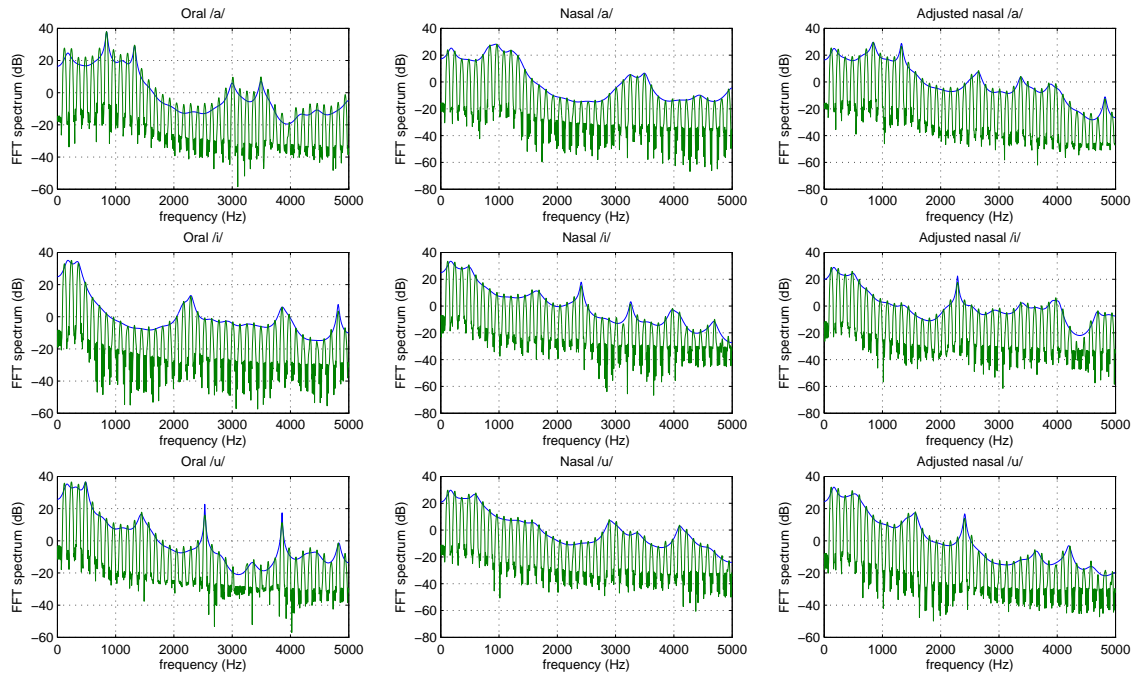 Oral /a/
Nasal /a/
Adjusted nasal /a/
40
20
0
−20
−40
−60
FFT spectrum (dB)
0 1000 2000 3000 4000 5000
frequency (Hz)
40
20
0
−20
−40
−60
−80
FFT spectrum (dB)
0 1000 2000 3000 4000 5000
frequency (Hz)
40
20
0
−20
−40
−60
−80
FFT spectrum (dB)
0 1000 2000 3000 4000 5000
frequency (Hz)
Oral /i/
Nasal /i/
Adjusted nasal /i/
40
20
0
−20
−40
−60
FFT spectrum (dB)
0 1000 2000 3000 4000 5000
frequency (Hz)
40
20
0
−20
−40
−60
−80
FFT spectrum (dB)
0 1000 2000 3000 4000 5000
frequency (Hz)
40
20
0
−20
−40
−60
−80
FFT spectrum (dB)
0 1000 2000 3000 4000 5000
frequency (Hz)
Oral /u/
Nasal /u/
Adjusted nasal /u/
40
20
0
−20
−40
−60
FFT spectrum (dB)
0 1000 2000 3000 4000 5000
frequency (Hz)
40
20
0
−20
−40
−60
−80
FFT spectrum (dB)
0 1000 2000 3000 4000 5000
frequency (Hz)
40
20
0
−20
−40
−60
FFT spectrum (dB)
0 1000 2000 3000 4000 5000
frequency (Hz)